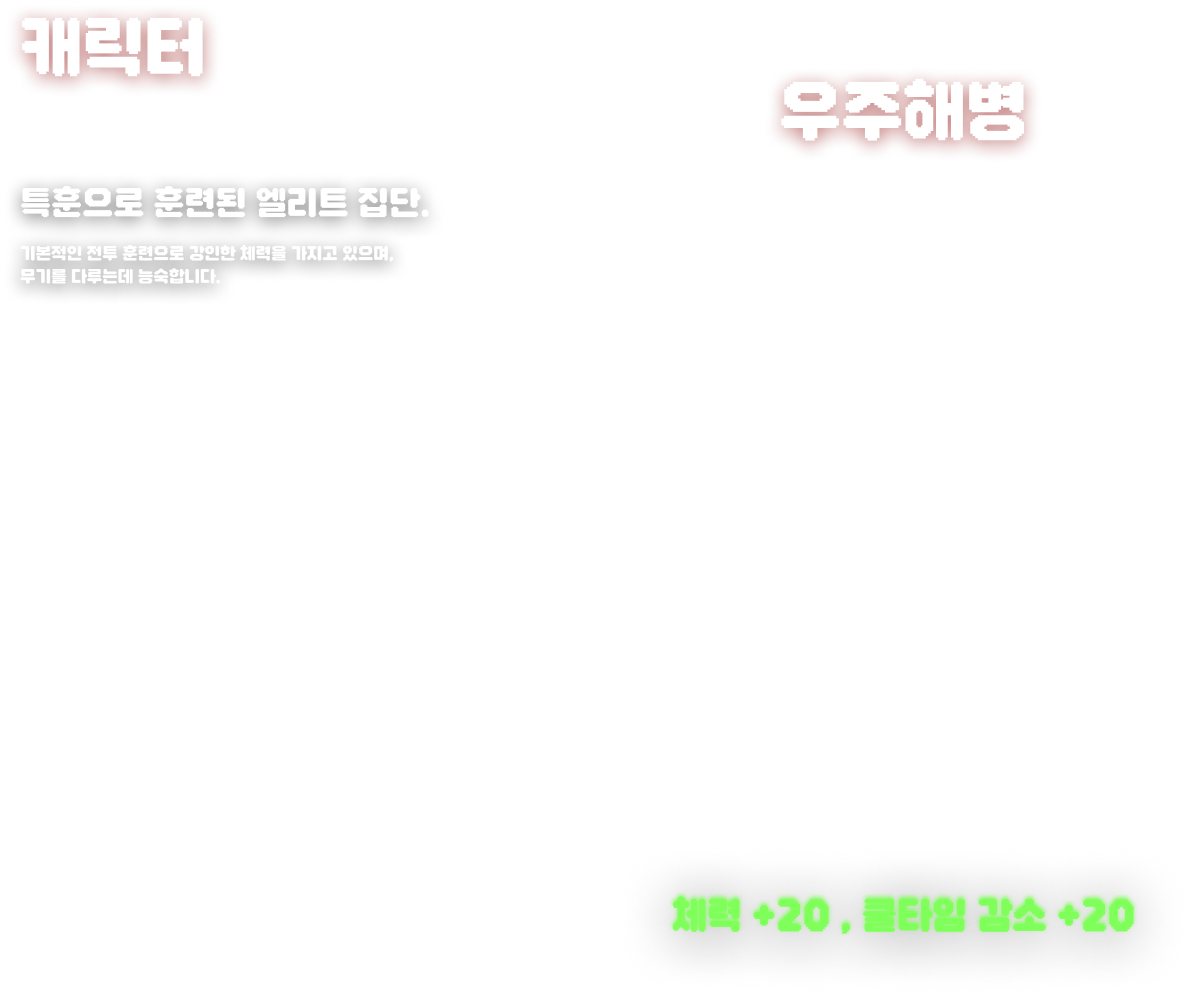 캐릭터
우주해병
특훈으로 훈련된 엘리트 집단.
기본적인 전투 훈련으로 강인한 체력을 가지고 있으며,
무기를 다루는데 능숙합니다.
체력 +20 , 쿨타임 감소 +20